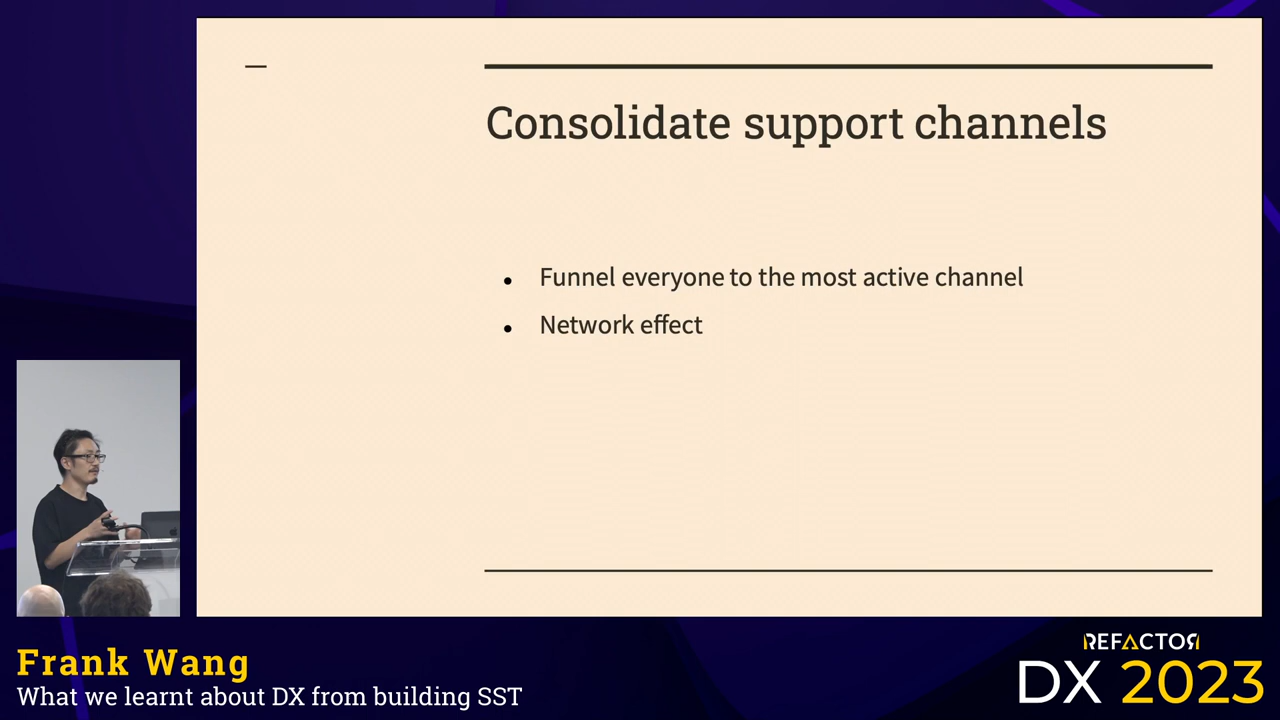 Consolidate support channels
Funnel everyone to the most active channel
Network effect
Frank Wang
What we learnt about DX from building SST
REFACTOR
DX 2023